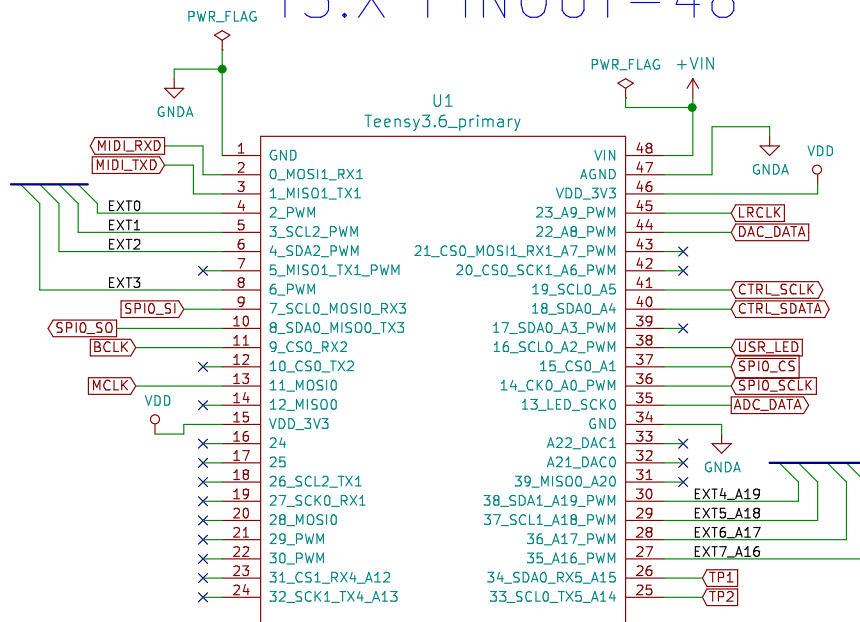 PINOUT-48
PWR_FLAG
GNDA
PWR_FLAG
+VIN
U1
Teensy3.6_primary
GNDA
VDD
MIDI_RXD
MIDI_TXD
EXT0
EXT1
EXT2
EXT3
SPI0_SI
SPI0_SO
BCLK
MCLK
VDD
1 GND
2 0_MOSI1_RX1
3 1_MISO1_TX1
4 2_PWM
5 3_SCL2_PWM
6 4_SDA2_PWM
7 5_MISO1_TX1_PWM
8 6_PWM
9 7_SCL0_MOSI0_RX3
10 8_SDA0_MISO0_TX3
11 9_CS0_RX2
12 10_CS0_TX2
13 11_MOSI0
14 12_MISO0
15 VDD_3V3
16 24
17 25
18 26_SCL2_TX1
19 27_SCK0_RX1
20 28_MOSI0
21 29_PWM
22 30_PWM
23 31_CS1_RX4_A12
24 32_SCK1_TX4_A13
VIN 48
AGND 47
VDD_3V3 46
23_A9_PWM 45
22_A8_PWM 44
21_CS0_MOSI1_RX1_A7_PWM 43
20_CS0_SCK1_A6_PWM 42
19_SCL0_A5 41
18_SDA0_A4 40
17_SDA0_A3_PWM 39
16_SCL0_A2_PWM 38
15_CS0_A1 37
14_CK0_A0_PWM 36
13_LED_SCK0 35
GND 34
A22_DAC1 33
A21_DAC0 32
39_MISO0_A20 31
38_SDA1_A19_PWM 30
37_SCL1_A18_PWM 29
36_A17_PWM 28
35_A16_PWM 27
34_SDA0_RX5_A15 26
33_SCL0_TX5_A14 25
LRCLK
DAC_DATA
CTRL_SCLK
CTRL_SDATA
USR_LED
SPI0_CS
SPI0_SCLK
ADC_DATA
GNDA
EXT4_A19
EXT5_A18
EXT6_A17
EXT7_A16
TP1
TP2